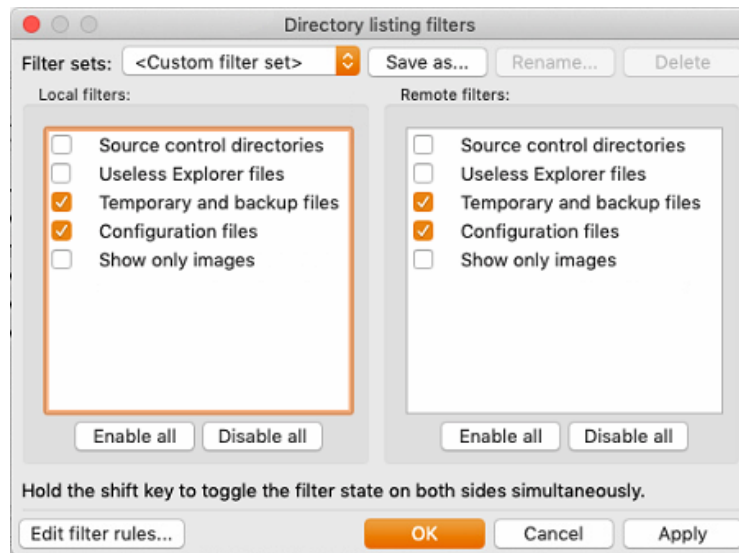 Directory listing filters
Filter sets: <Custom filter set> Save as... Rename... Delete
Local filters:
Source control directories
Useless Explorer files
Temporary and backup files
Configuration files
Show only images
Enable all Disable all
Remote filters:
Source control directories
Useless Explorer files
Temporary and backup files
Configuration files
Show only images
Enable all Disable all
Hold the shift key to toggle the filter state on both sides simultaneously.
Edit filter rules... OK Cancel Apply